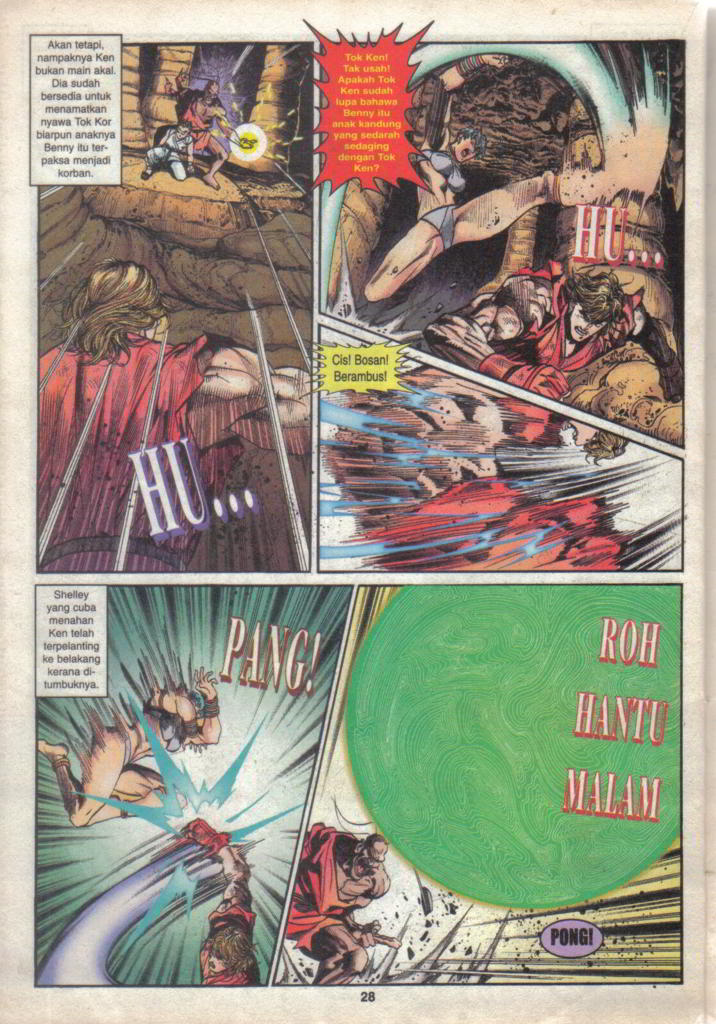 Akan tetapi,
nampaknya Ken
bukan main akal.
Dia sudah
bersedia untuk
menamatkan
nyawa Tok Kor
biarpun anaknya
Benny itu ter-
paksa menjadi
korban.
HU...
Tok Ken!
Tak usah!
Apakah Tok
Ken sudah
lupa bahawa
Benny itu
anak kandung
yang sedarah
sedaging
dengan Tok
Ken?
HU...
Cis! Bosan!
Berambus!
Shelley
yang cuba
menahan
Ken telah
terpelanting
ke belakang
kerana di-
tumbuknya.
PANG!
ROH
HANTU
MALAM
PONG!
28